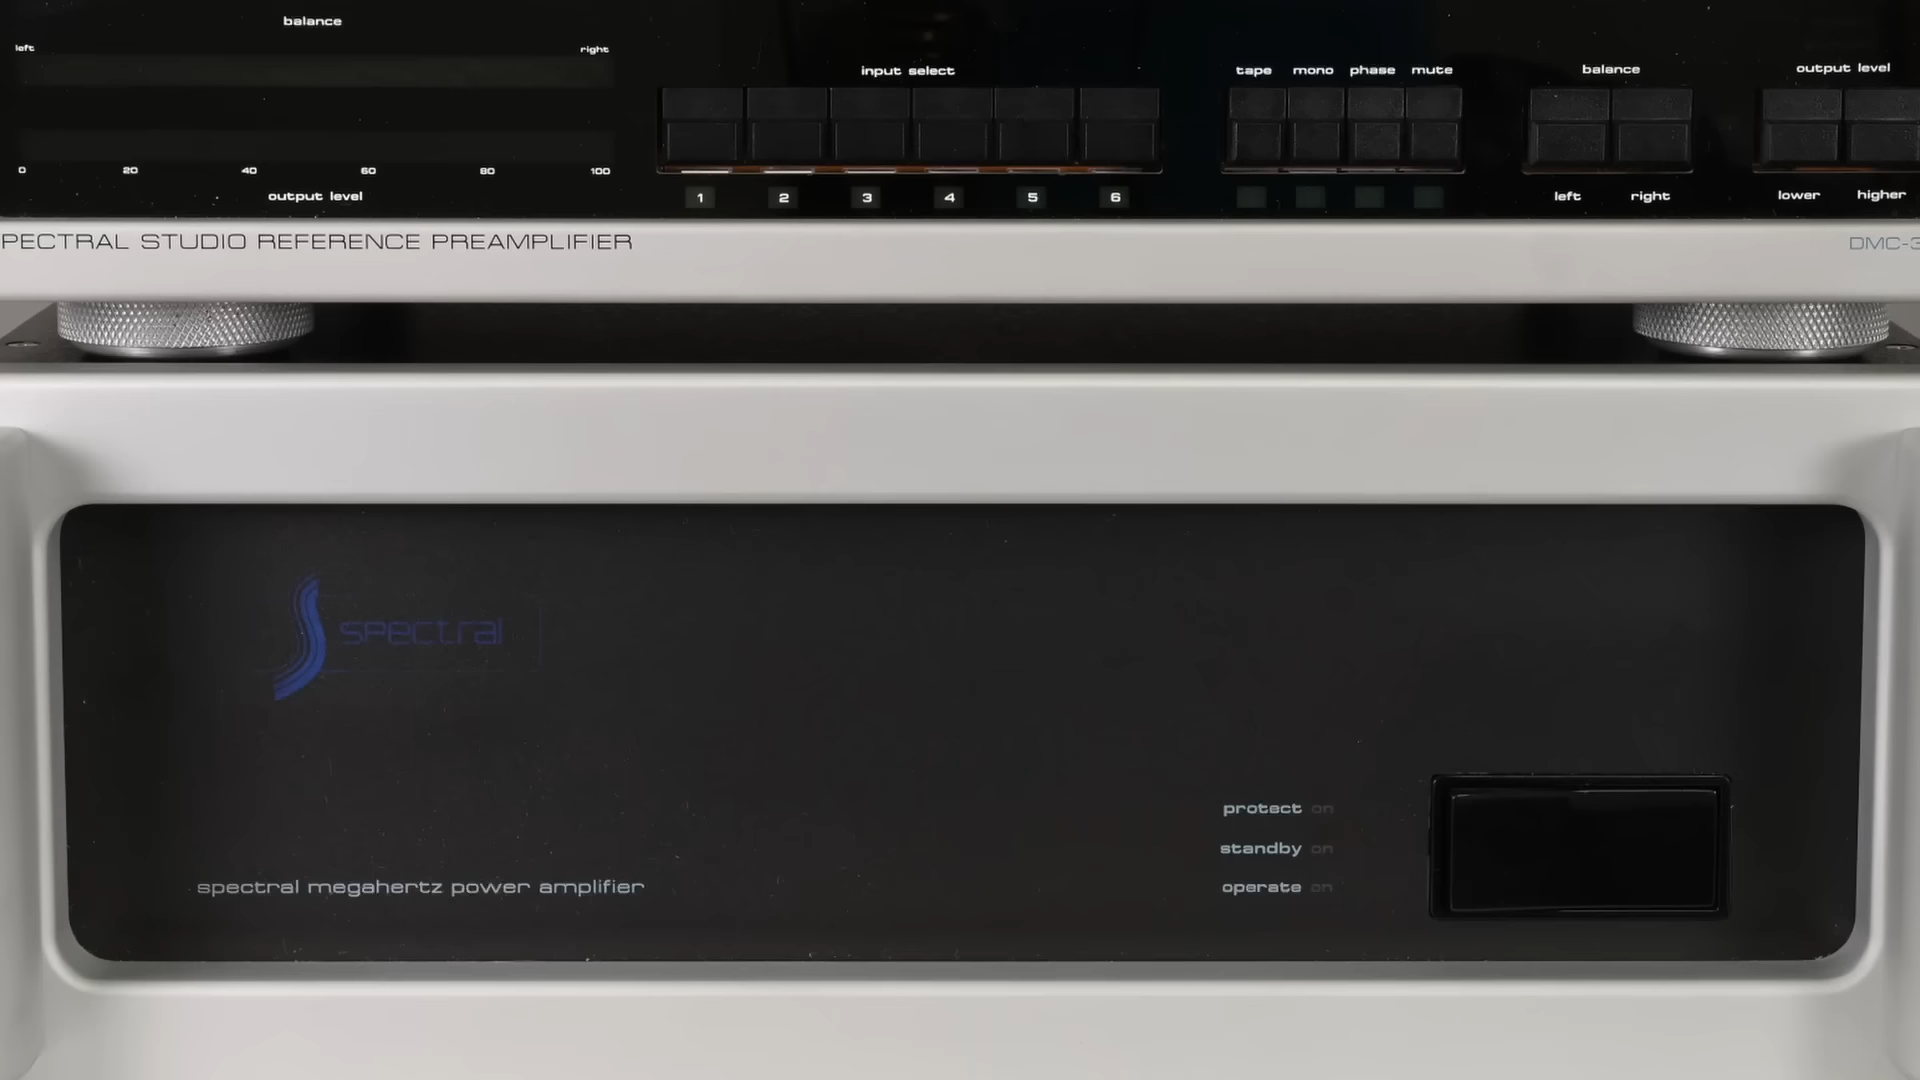 balance
left right
input select
tape mono phase mute
balance
output level
0 20 40 60 80 100
output level
1 2 3 4 5 6
left right
lower higher
PECTRAL STUDIO REFERENCE PREAMPLIFIER
DMC-3
spectral
protect on
standby on
operate on
spectral megahertz power amplifier